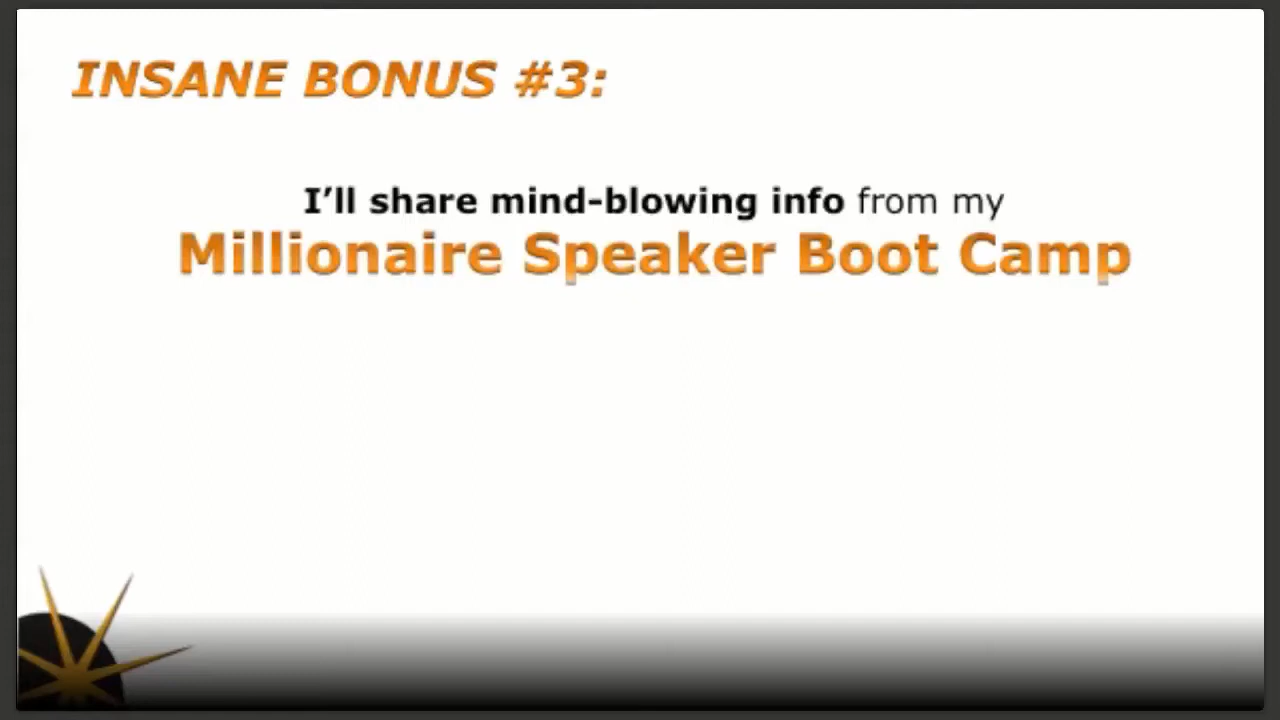 INSANE BONUS #3:
I’ll share mind-blowing info from my
Millionaire Speaker Boot Camp